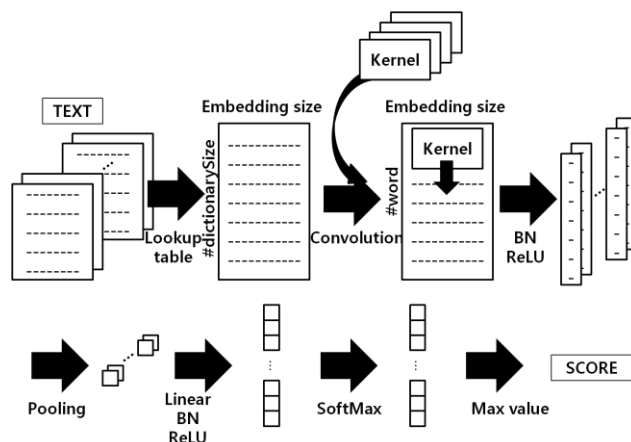 Kernel
TEXT
Embedding size
Embedding size
#dictionarySize
#word
Kernel
Lookup
table
Convolution
BN
ReLU
Pooling
Linear
BN
ReLU
SoftMax
Max value
SCORE